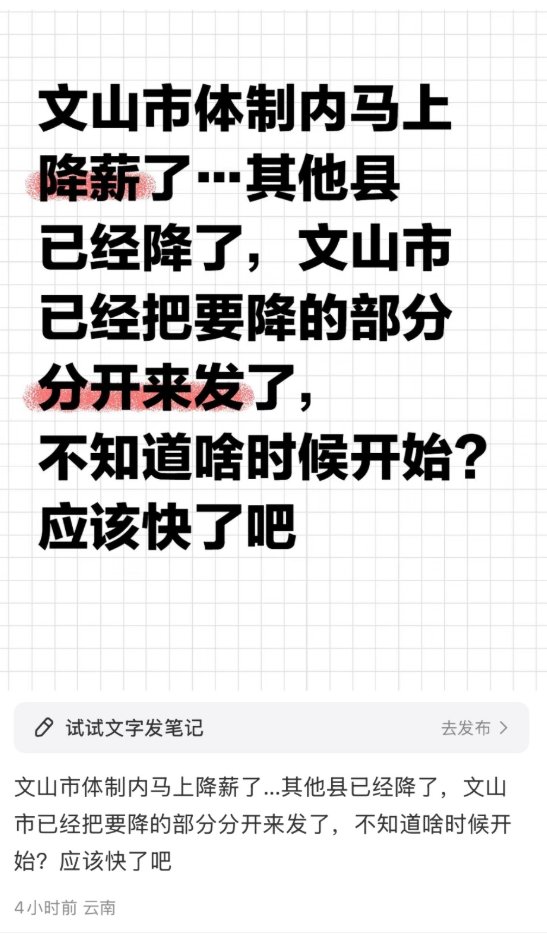 文山市体制内马上
降薪了…其他县
已经降了，文山市
已经把要降的部分
分开来发了，
不知道啥时候开始？
应该快了吧
试试文字发笔记
去发布
文山市体制内马上降薪了...其他县已经降了，文山
市已经把要降的部分分开来发了，不知道啥时候开
始？应该快了吧
4小时前 云南